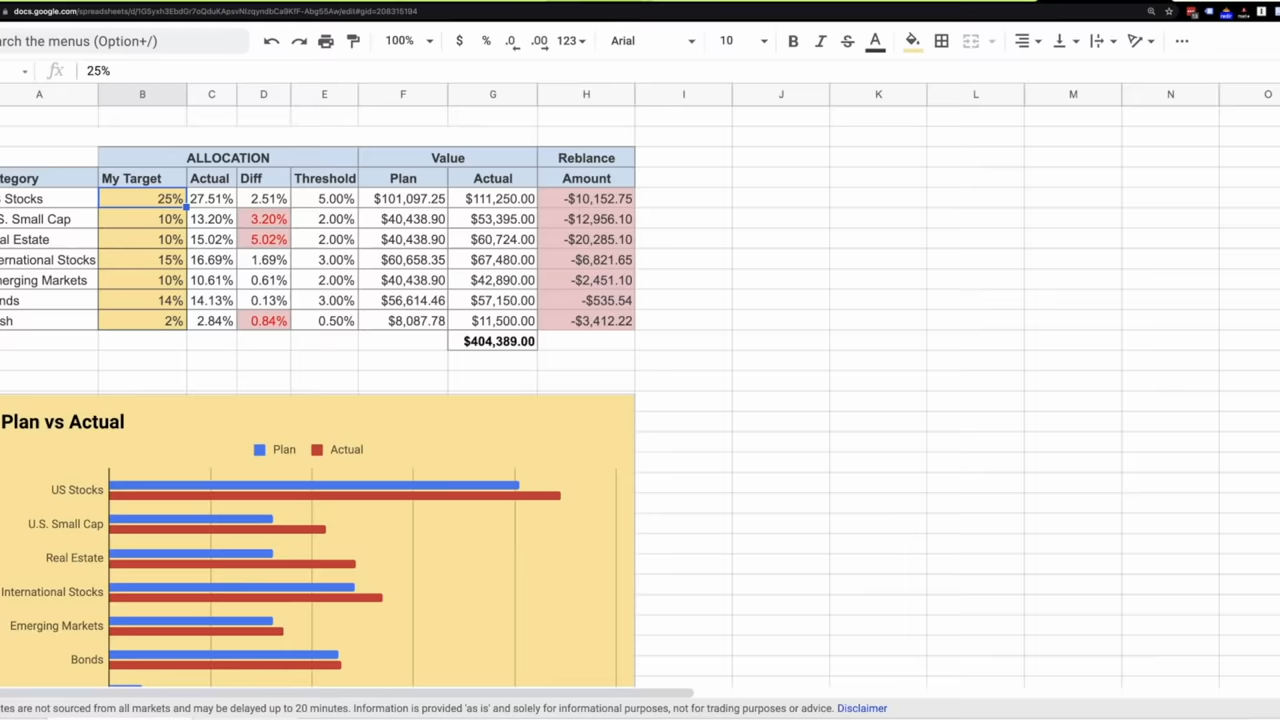 docs.google.com/spreadsheets/d/1G5yxh3EbdGr7oQduKApsvNlzqyndbCa9KfF-Abg55Aw/edit#gid=208315194
rch the menus (Option+/) 100% $ % .0 .00 123 Arial 10 B I S A
fx 25%
A B C D E F G H I J K L M N O
ALLOCATION Value Reblance
tegory My Target Actual Diff Threshold Plan Actual Amount
Stocks 25% 27.51% 2.51% 5.00% $101,097.25 $111,250.00 -$10,152.75
S. Small Cap 10% 13.20% 3.20% 2.00% $40,438.90 $53,395.00 -$12,956.10
al Estate 10% 15.02% 5.02% 2.00% $40,438.90 $60,724.00 -$20,285.10
ernational Stocks 15% 16.69% 1.69% 3.00% $60,658.35 $67,480.00 -$6,821.65
erging Markets 10% 10.61% 0.61% 2.00% $40,438.90 $42,890.00 -$2,451.10
nds 14% 14.13% 0.13% 3.00% $56,614.46 $57,150.00 -$535.54
sh 2% 2.84% 0.84% 0.50% $8,087.78 $11,500.00 -$3,412.22
$404,389.00
Plan vs Actual
Plan Actual
US Stocks
U.S. Small Cap
Real Estate
International Stocks
Emerging Markets
Bonds
tes are not sourced from all markets and may be delayed up to 20 minutes. Information is provided 'as is' and solely for informational purposes, not for trading purposes or advice. Disclaimer